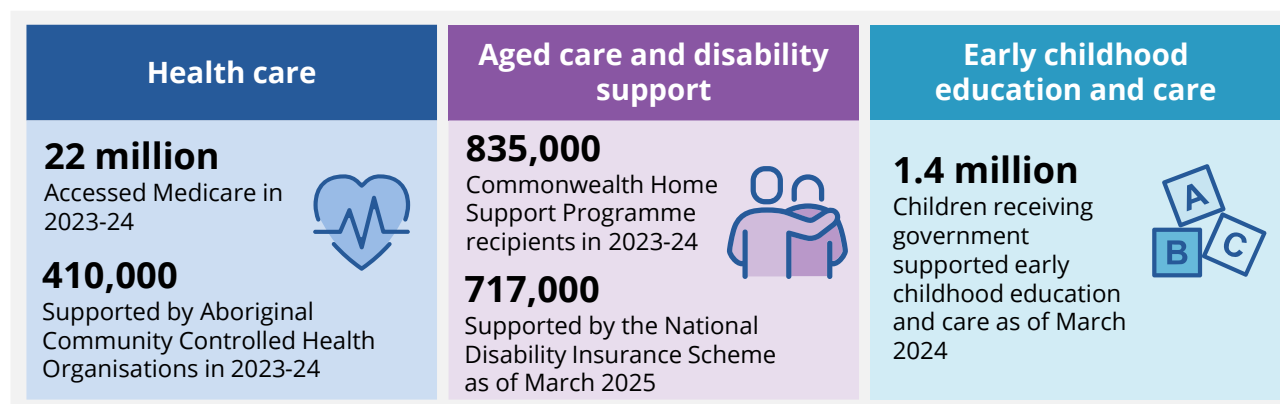 Health care
22 million
Accessed Medicare in
2023-24
410,000
Supported by Aboriginal
Community Controlled Health
Organisations in 2023-24
Aged care and disability
support
835,000
Commonwealth Home
Support Programme
recipients in 2023-24
717,000
Supported by the National
Disability Insurance Scheme
as of March 2025
Early childhood
education and care
1.4 million
Children receiving
government
supported early
childhood education
and care as of March
2024
A
B
C